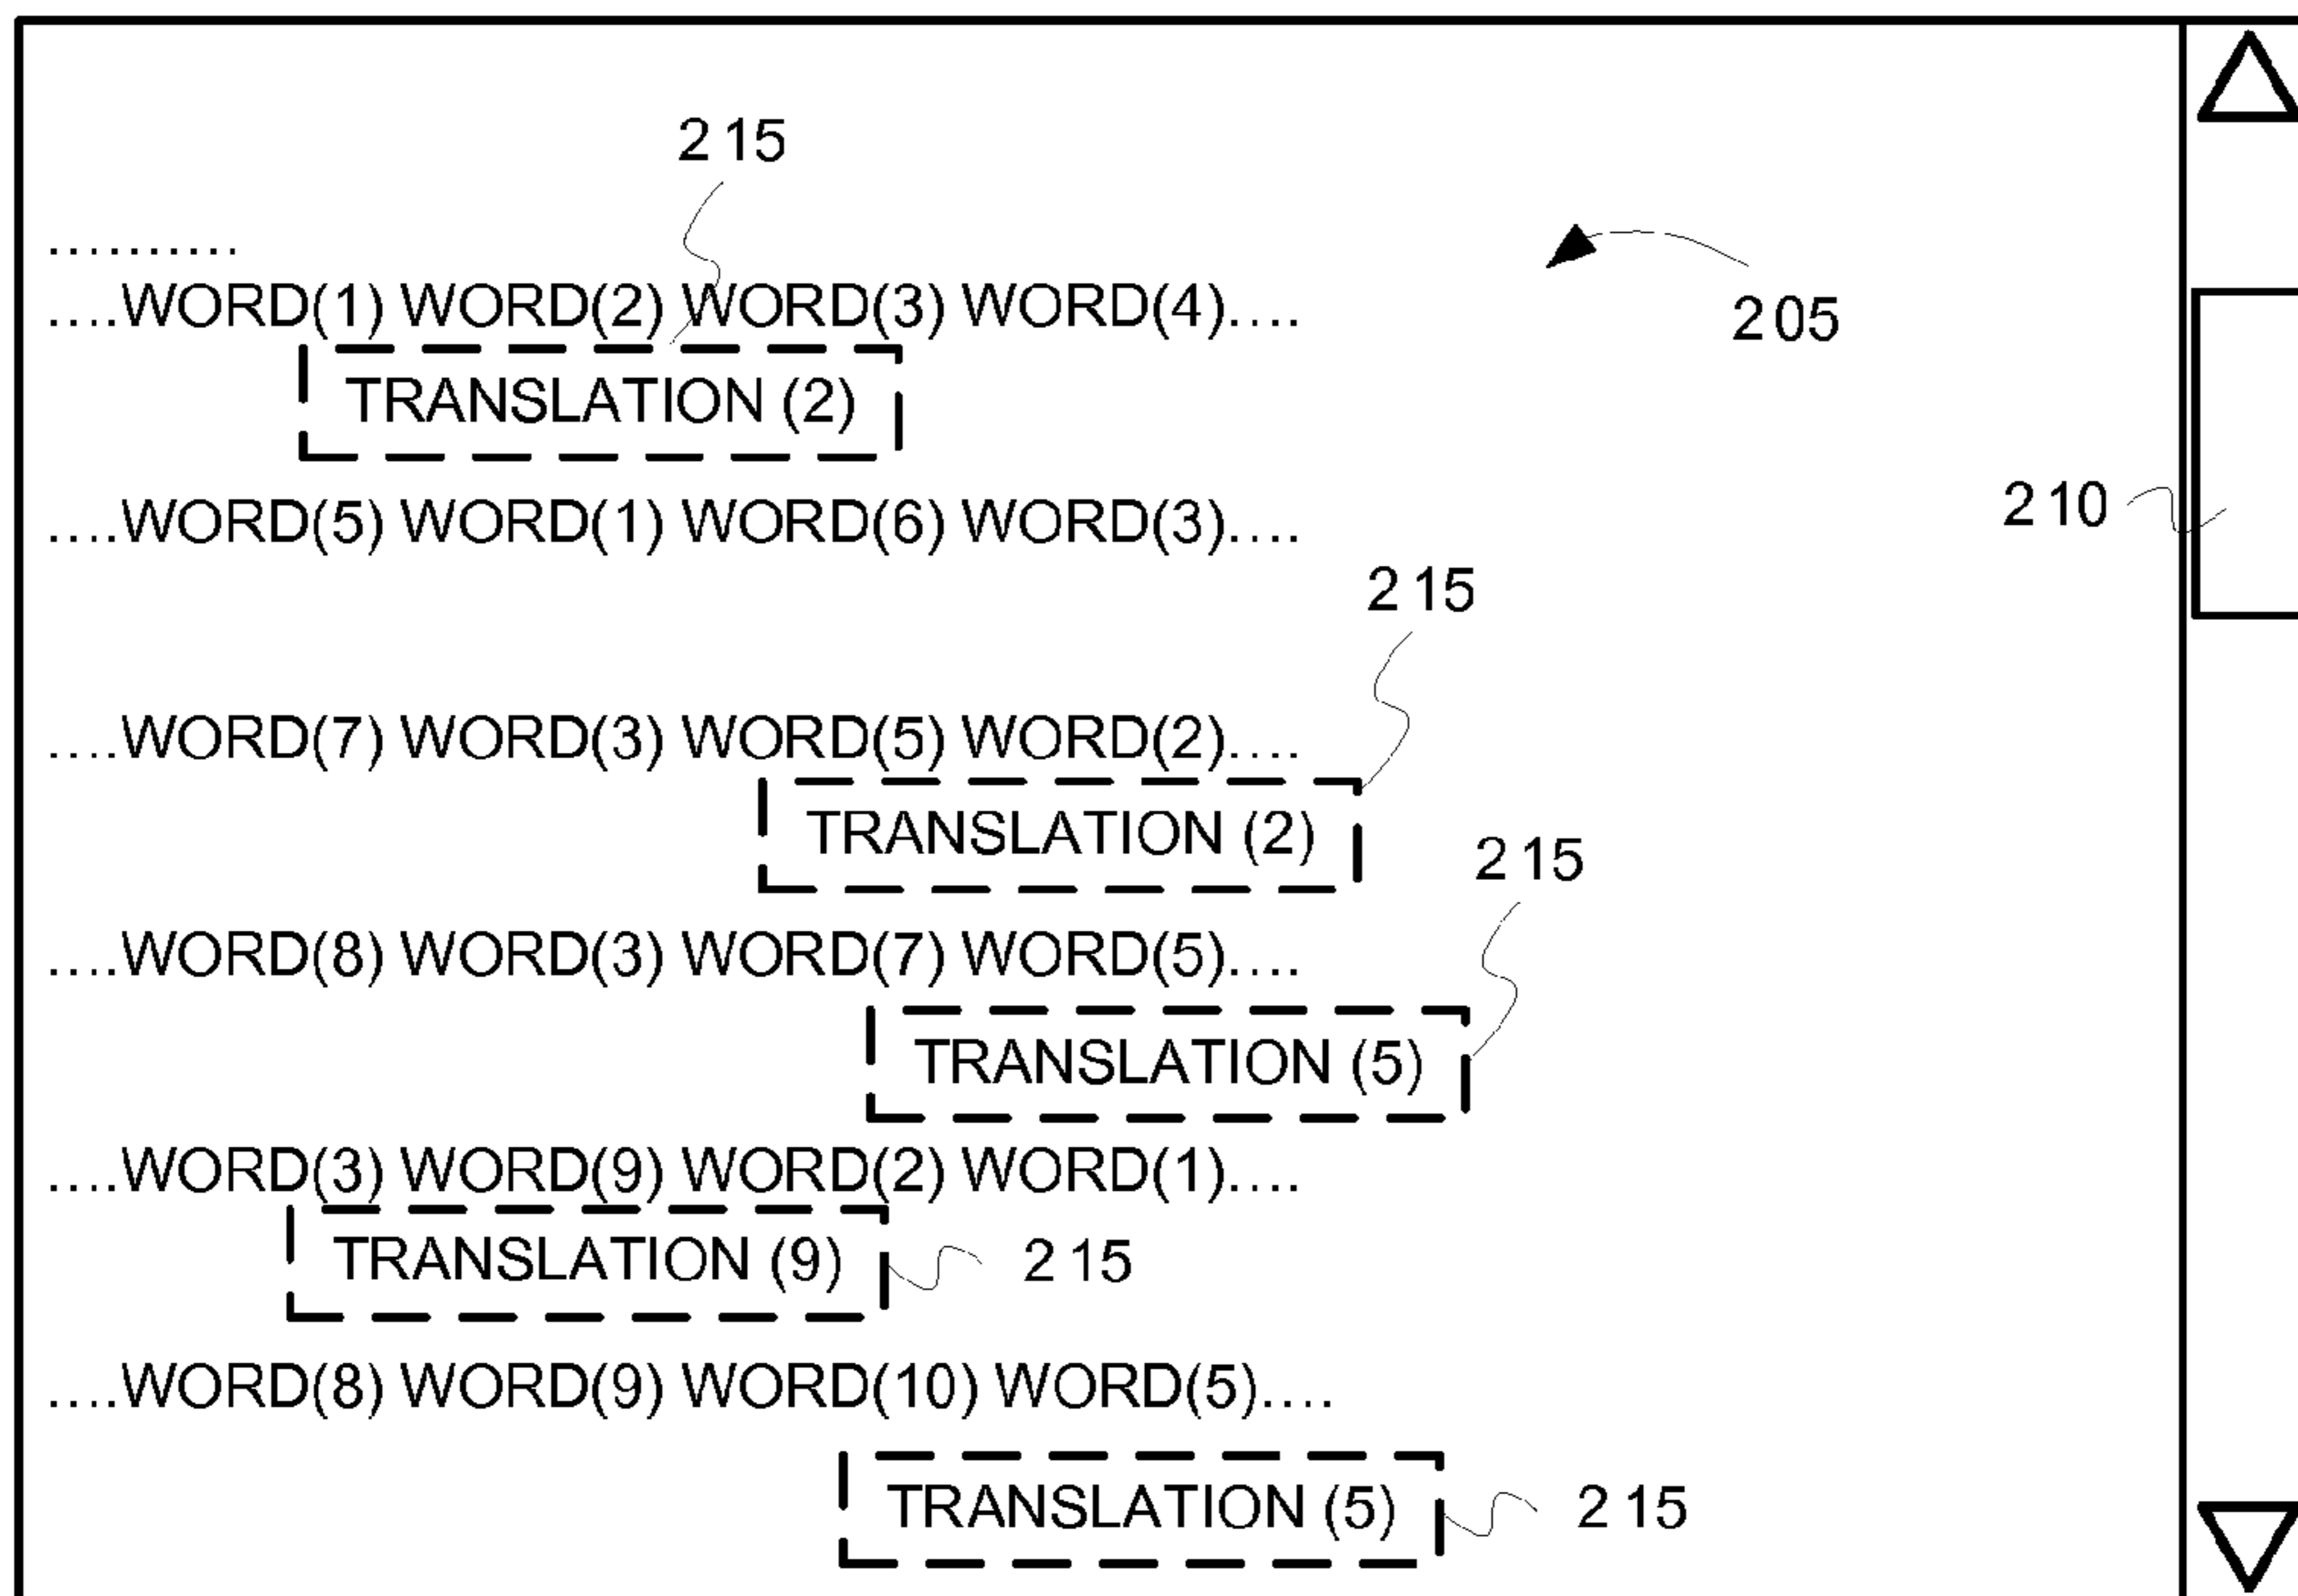 215
..........
....WORD(1) WORD(2) WORD(3) WORD(4)....
205
TRANSLATION (2)
....WORD(5) WORD(1) WORD(6) WORD(3)....
210
215
....WORD(7) WORD(3) WORD(5) WORD(2)....
TRANSLATION (2)
215
....WORD(8) WORD(3) WORD(7) WORD(5)....
TRANSLATION (5)
....WORD(3) WORD(9) WORD(2) WORD(1)....
TRANSLATION (9) 215
....WORD(8) WORD(9) WORD(10) WORD(5)....
TRANSLATION (5) 215